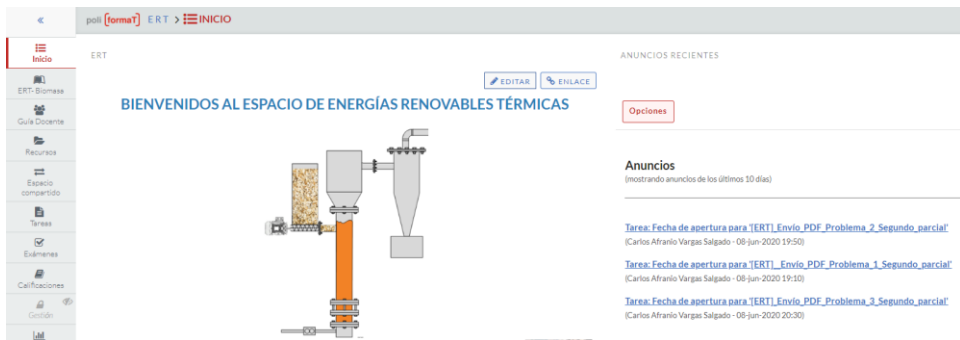 «
poli [formaT] ERT > INICIO
Inicio
ERT- Biomasa
Guía Docente
Recursos
Espacio
compartido
Tareas
Exámenes
Calificaciones
Gestión
ERT
EDITAR ENLACE
BIENVENIDOS AL ESPACIO DE ENERGÍAS RENOVABLES TÉRMICAS
ANUNCIOS RECIENTES
Opciones
Anuncios
(mostrando anuncios de los últimos 10 días)
Tarea: Fecha de apertura para '[ERT]_Envío_PDF_Problema_2_Segundo_parcial'
(Carlos Afranio Vargas Salgado - 08-jun-2020 19:50)
Tarea: Fecha de apertura para '[ERT]__Envío_PDF_Problema_1_Segundo_parcial'
(Carlos Afranio Vargas Salgado - 08-jun-2020 19:10)
Tarea: Fecha de apertura para '[ERT]_Envío_PDF_Problema_3_Segundo_parcial'
(Carlos Afranio Vargas Salgado - 08-jun-2020 20:30)